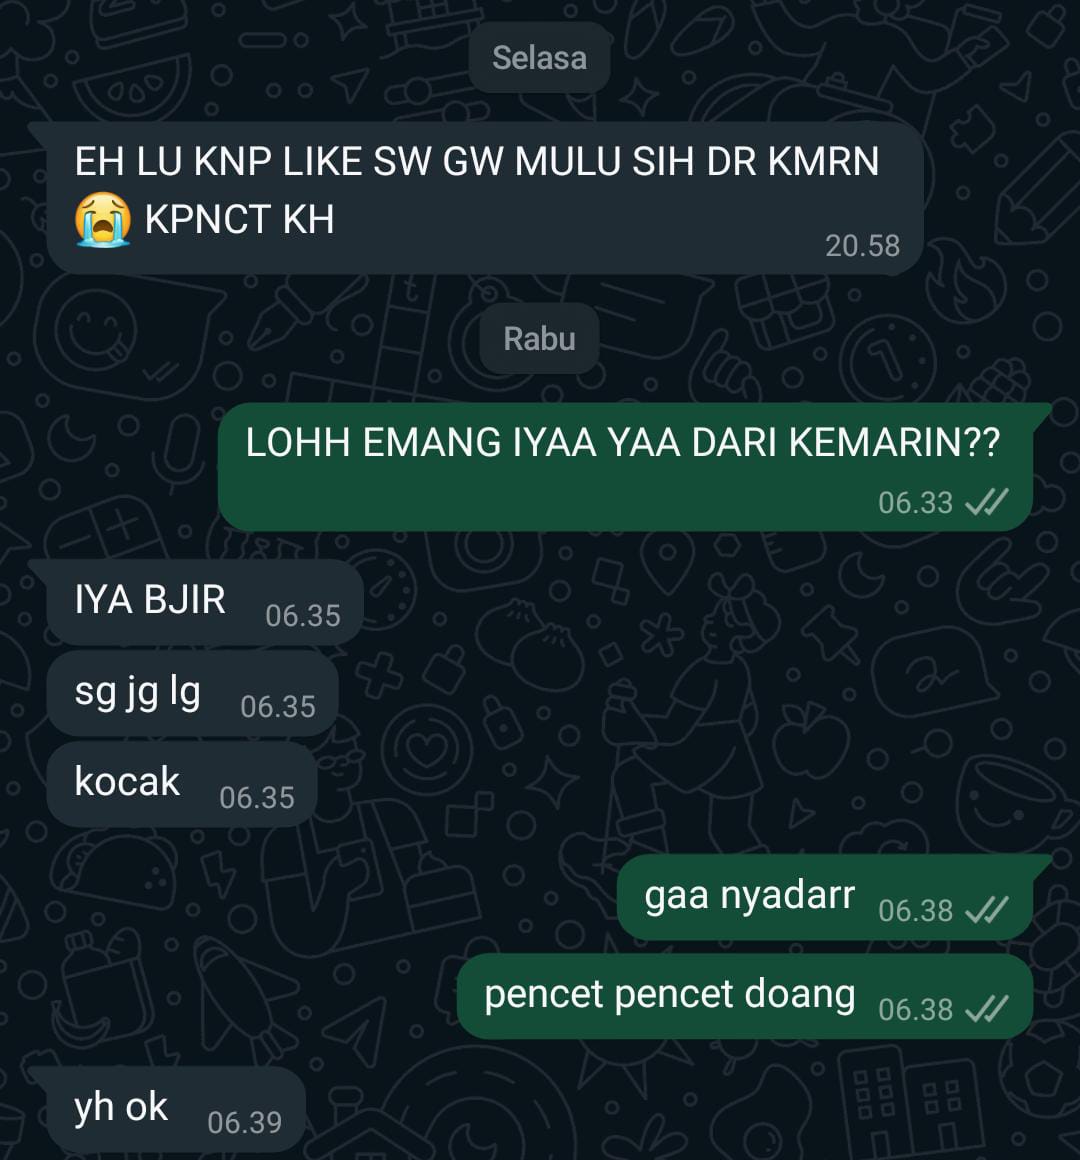 Selasa
EH LU KNP LIKE SW GW MULU SIH DR KMRN
😭 KPNCT KH
20.58
Rabu
LOHH EMANG IYAA YAA DARI KEMARIN??
06.33
IYA BJIR 06.35
sg jg lg 06.35
kocak 06.35
gaa nyadarr 06.38
pencet pencet doang 06.38
yh ok 06.39